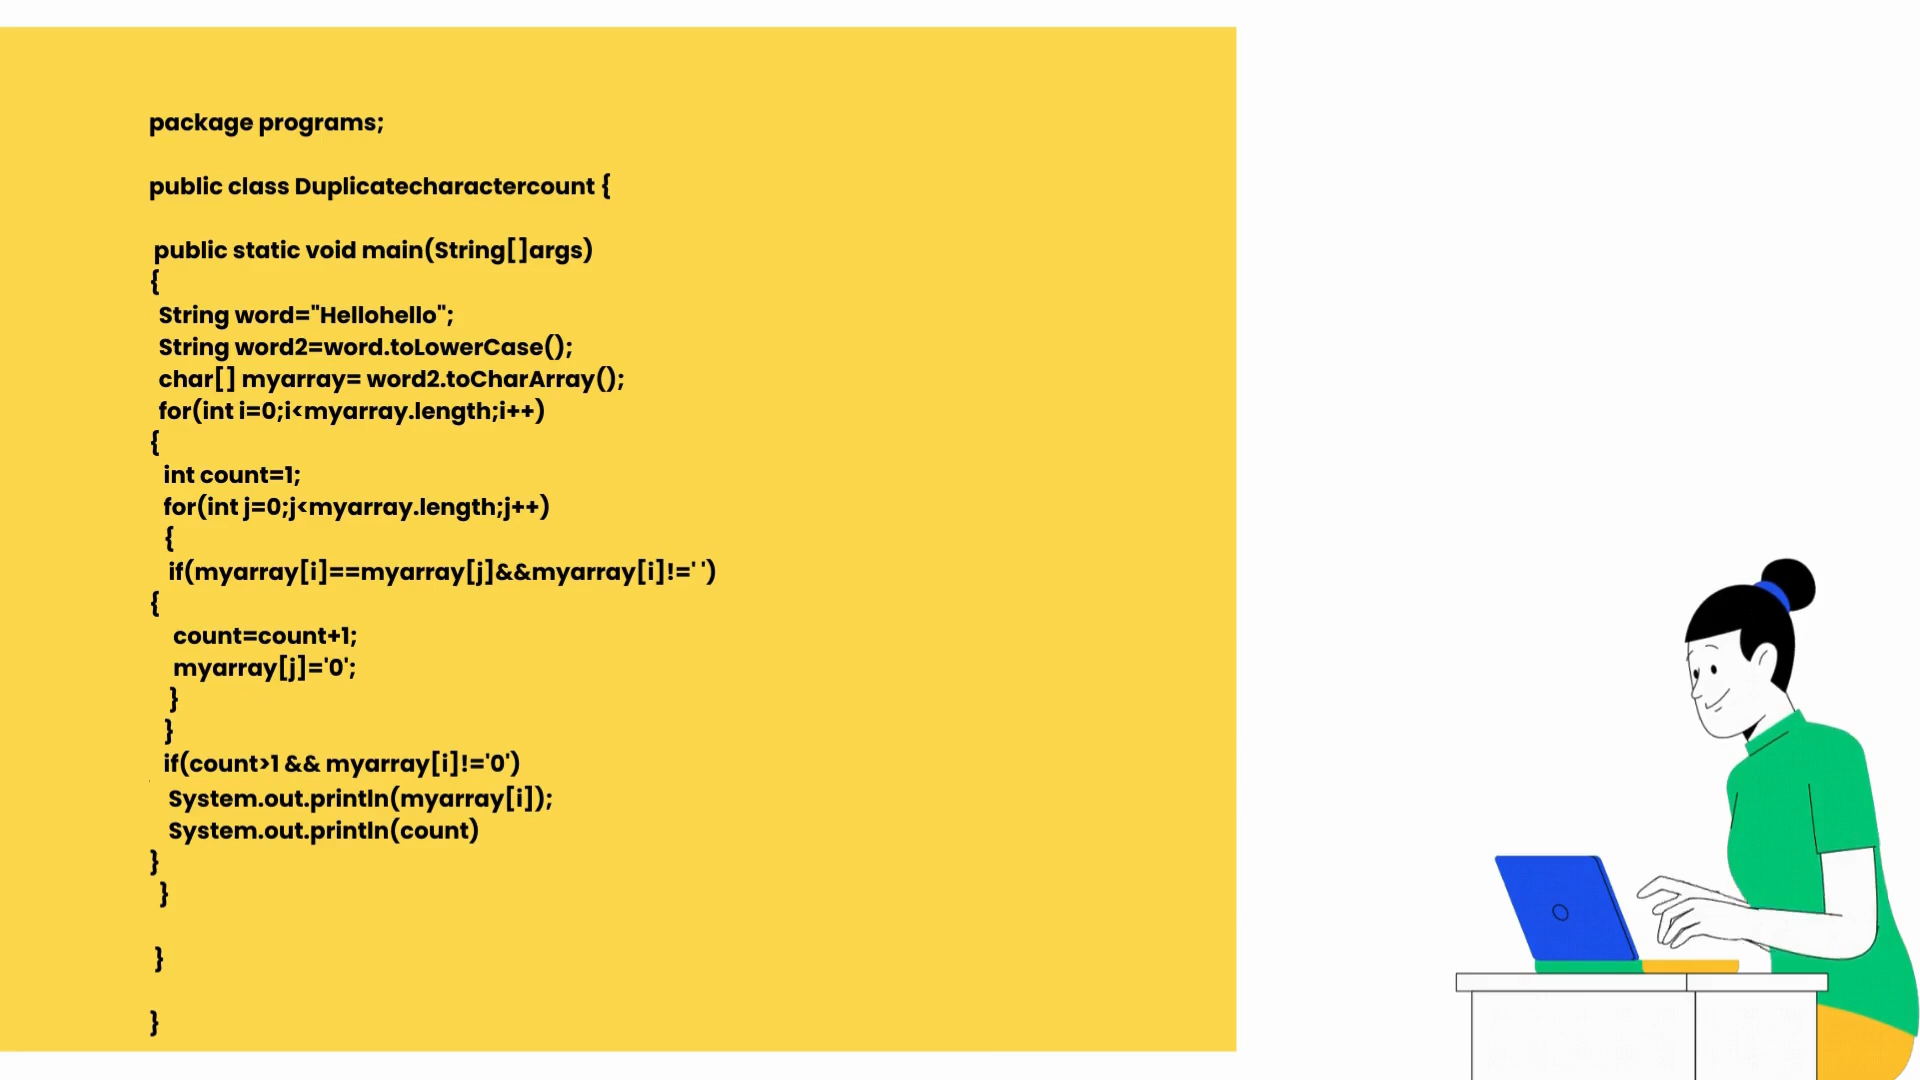 package programs;
public class Duplicatecharactercount {
public static void main(String[]args)
{
String word="Hellohello";
String word2=word.toLowerCase();
char[] myarray= word2.toCharArray();
for(int i=0;i<myarray.length;i++)
{
int count=1;
for(int j=0;j<myarray.length;j++)
{
if(myarray[i]==myarray[j]&&myarray[i]!=' ')
{
count=count+1;
myarray[j]='0';
}
}
if(count>1 && myarray[i]!='0')
System.out.println(myarray[i]);
System.out.println(count)
}
}
}
}